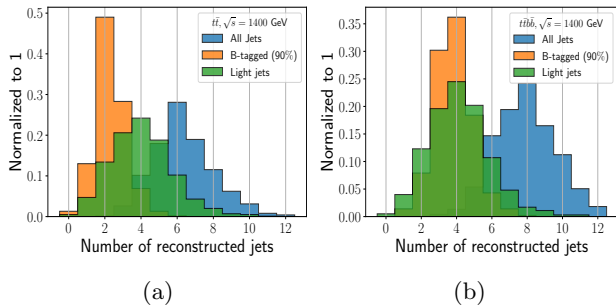 0.5
0.4
0.3
0.2
0.1
0.0
Normalized to 1
tt̄, √s = 1400 GeV
All Jets
B-tagged (90%)
Light jets
0 2 4 6 8 10 12
Number of reconstructed jets
(a)
0.35
0.30
0.25
0.20
0.15
0.10
0.05
0.00
Normalized to 1
tt̄bb̄, √s = 1400 GeV
All Jets
B-tagged (90%)
Light jets
0 2 4 6 8 10 12
Number of reconstructed jets
(b)